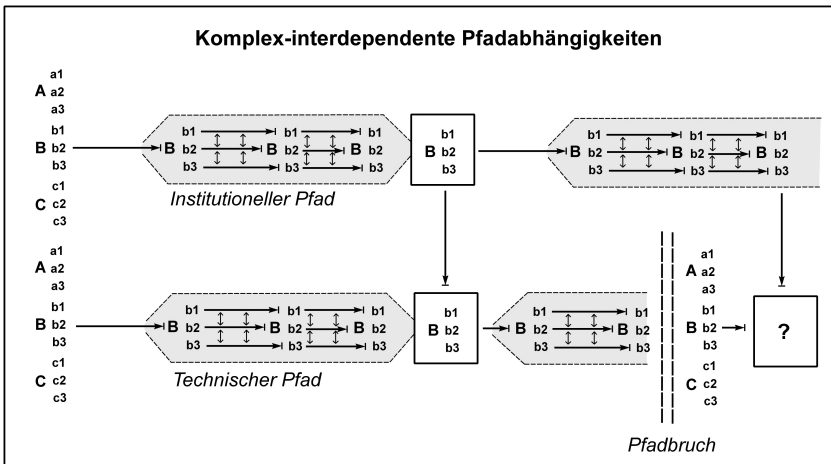 Komplex-interdependente Pfadabhängigkeiten
a1
A a2
a3
b1
B b2
b3
c1
C c2
c3
b1 b1 b1
B b2 B b2 B b2
b3 b3 b3
Institutioneller Pfad
b1
B b2
b3
b1 b1 b1
B b2 B b2 B b2
b3 b3 b3
a1
A a2
a3
b1
B b2
b3
c1
C c2
c3
b1 b1 b1
B b2 B b2 B b2
b3 b3 b3
Technischer Pfad
b1
B b2
b3
b1 b1
B b2 B b2
b3 b3
a1
A a2
a3
b1
B b2
b3
c1
C c2
c3
?
Pfadbruch